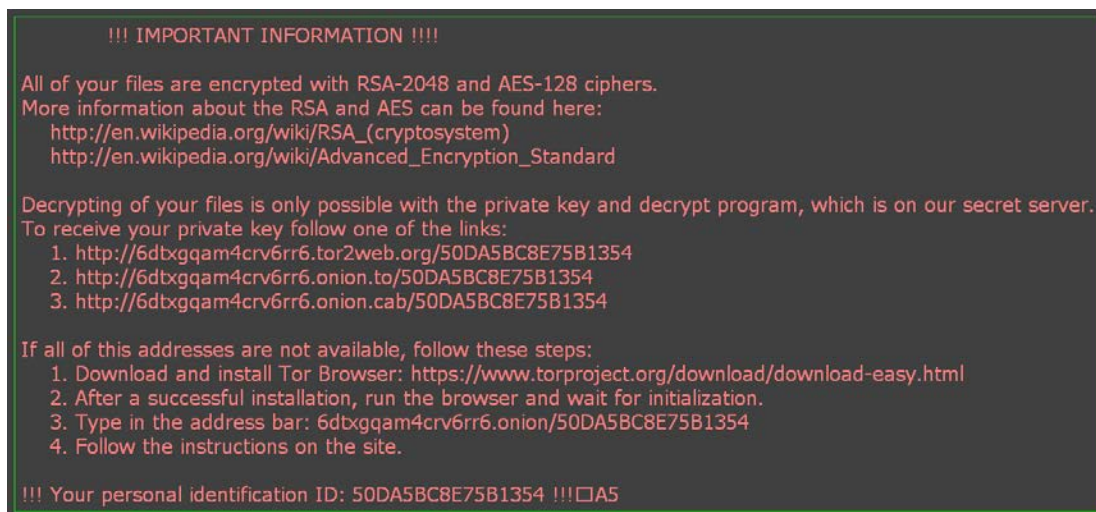 !!! IMPORTANT INFORMATION !!!!
All of your files are encrypted with RSA-2048 and AES-128 ciphers.
More information about the RSA and AES can be found here:
http://en.wikipedia.org/wiki/RSA_(cryptosystem)
http://en.wikipedia.org/wiki/Advanced_Encryption_Standard
Decrypting of your files is only possible with the private key and decrypt program, which is on our secret server.
To receive your private key follow one of the links:
1. http://6dtxgqam4crv6rr6.tor2web.org/50DA5BC8E75B1354
2. http://6dtxgqam4crv6rr6.onion.to/50DA5BC8E75B1354
3. http://6dtxgqam4crv6rr6.onion.cab/50DA5BC8E75B1354
If all of this addresses are not available, follow these steps:
1. Download and install Tor Browser: https://www.torproject.org/download/download-easy.html
2. After a successful installation, run the browser and wait for initialization.
3. Type in the address bar: 6dtxgqam4crv6rr6.onion/50DA5BC8E75B1354
4. Follow the instructions on the site.
!!! Your personal identification ID: 50DA5BC8E75B1354 !!!□A5